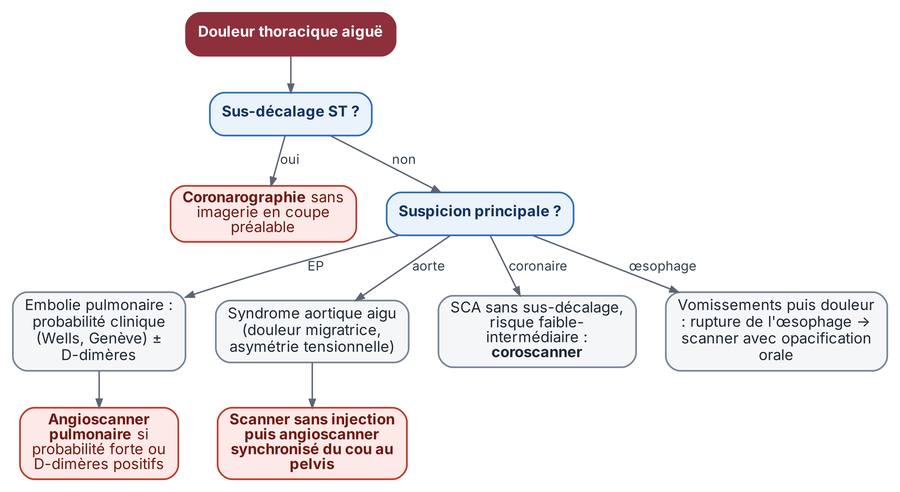 Douleur thoracique aiguë
Sus-décalage ST ?
oui
non
Coronarographie sans
imagerie en coupe
préalable
Suspicion principale ?
EP
aorte
coronaire
œsophage
Embolie pulmonaire :
probabilité clinique
(Wells, Genève) ±
D-dimères
Syndrome aortique aigu
(douleur migratrice,
asymétrie tensionnelle)
SCA sans sus-décalage,
risque faible-
intermédiaire :
coroscanner
Vomissements puis douleur
: rupture de l'œsophage →
scanner avec opacification
orale
Angioscanner
pulmonaire si
probabilité forte ou
D-dimères positifs
Scanner sans injection
puis angioscanner
synchronisé du cou au
pelvis